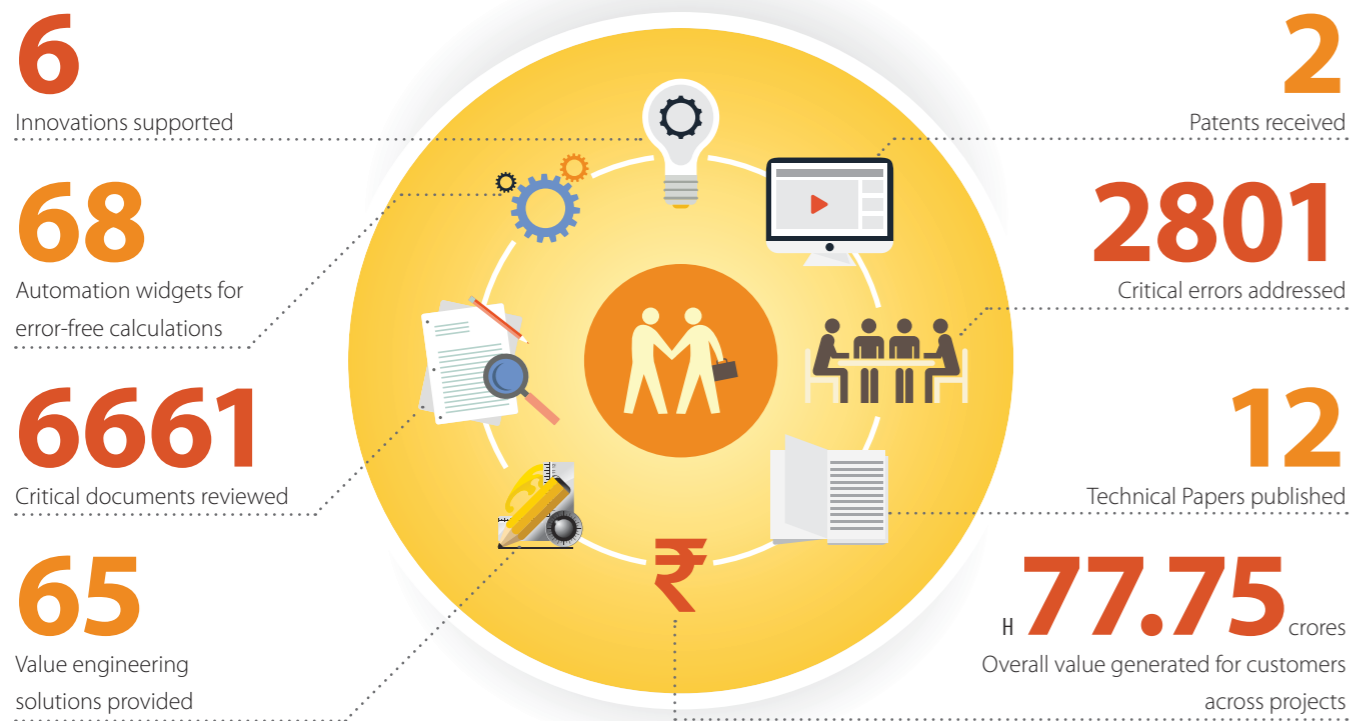 6
Innovations supported
68
Automation widgets for
error-free calculations
6661
Critical documents reviewed
65
Value engineering
solutions provided
₹
2
Patents received
2801
Critical errors addressed
12
Technical Papers published
H 77.75 crores
Overall value generated for customers
across projects